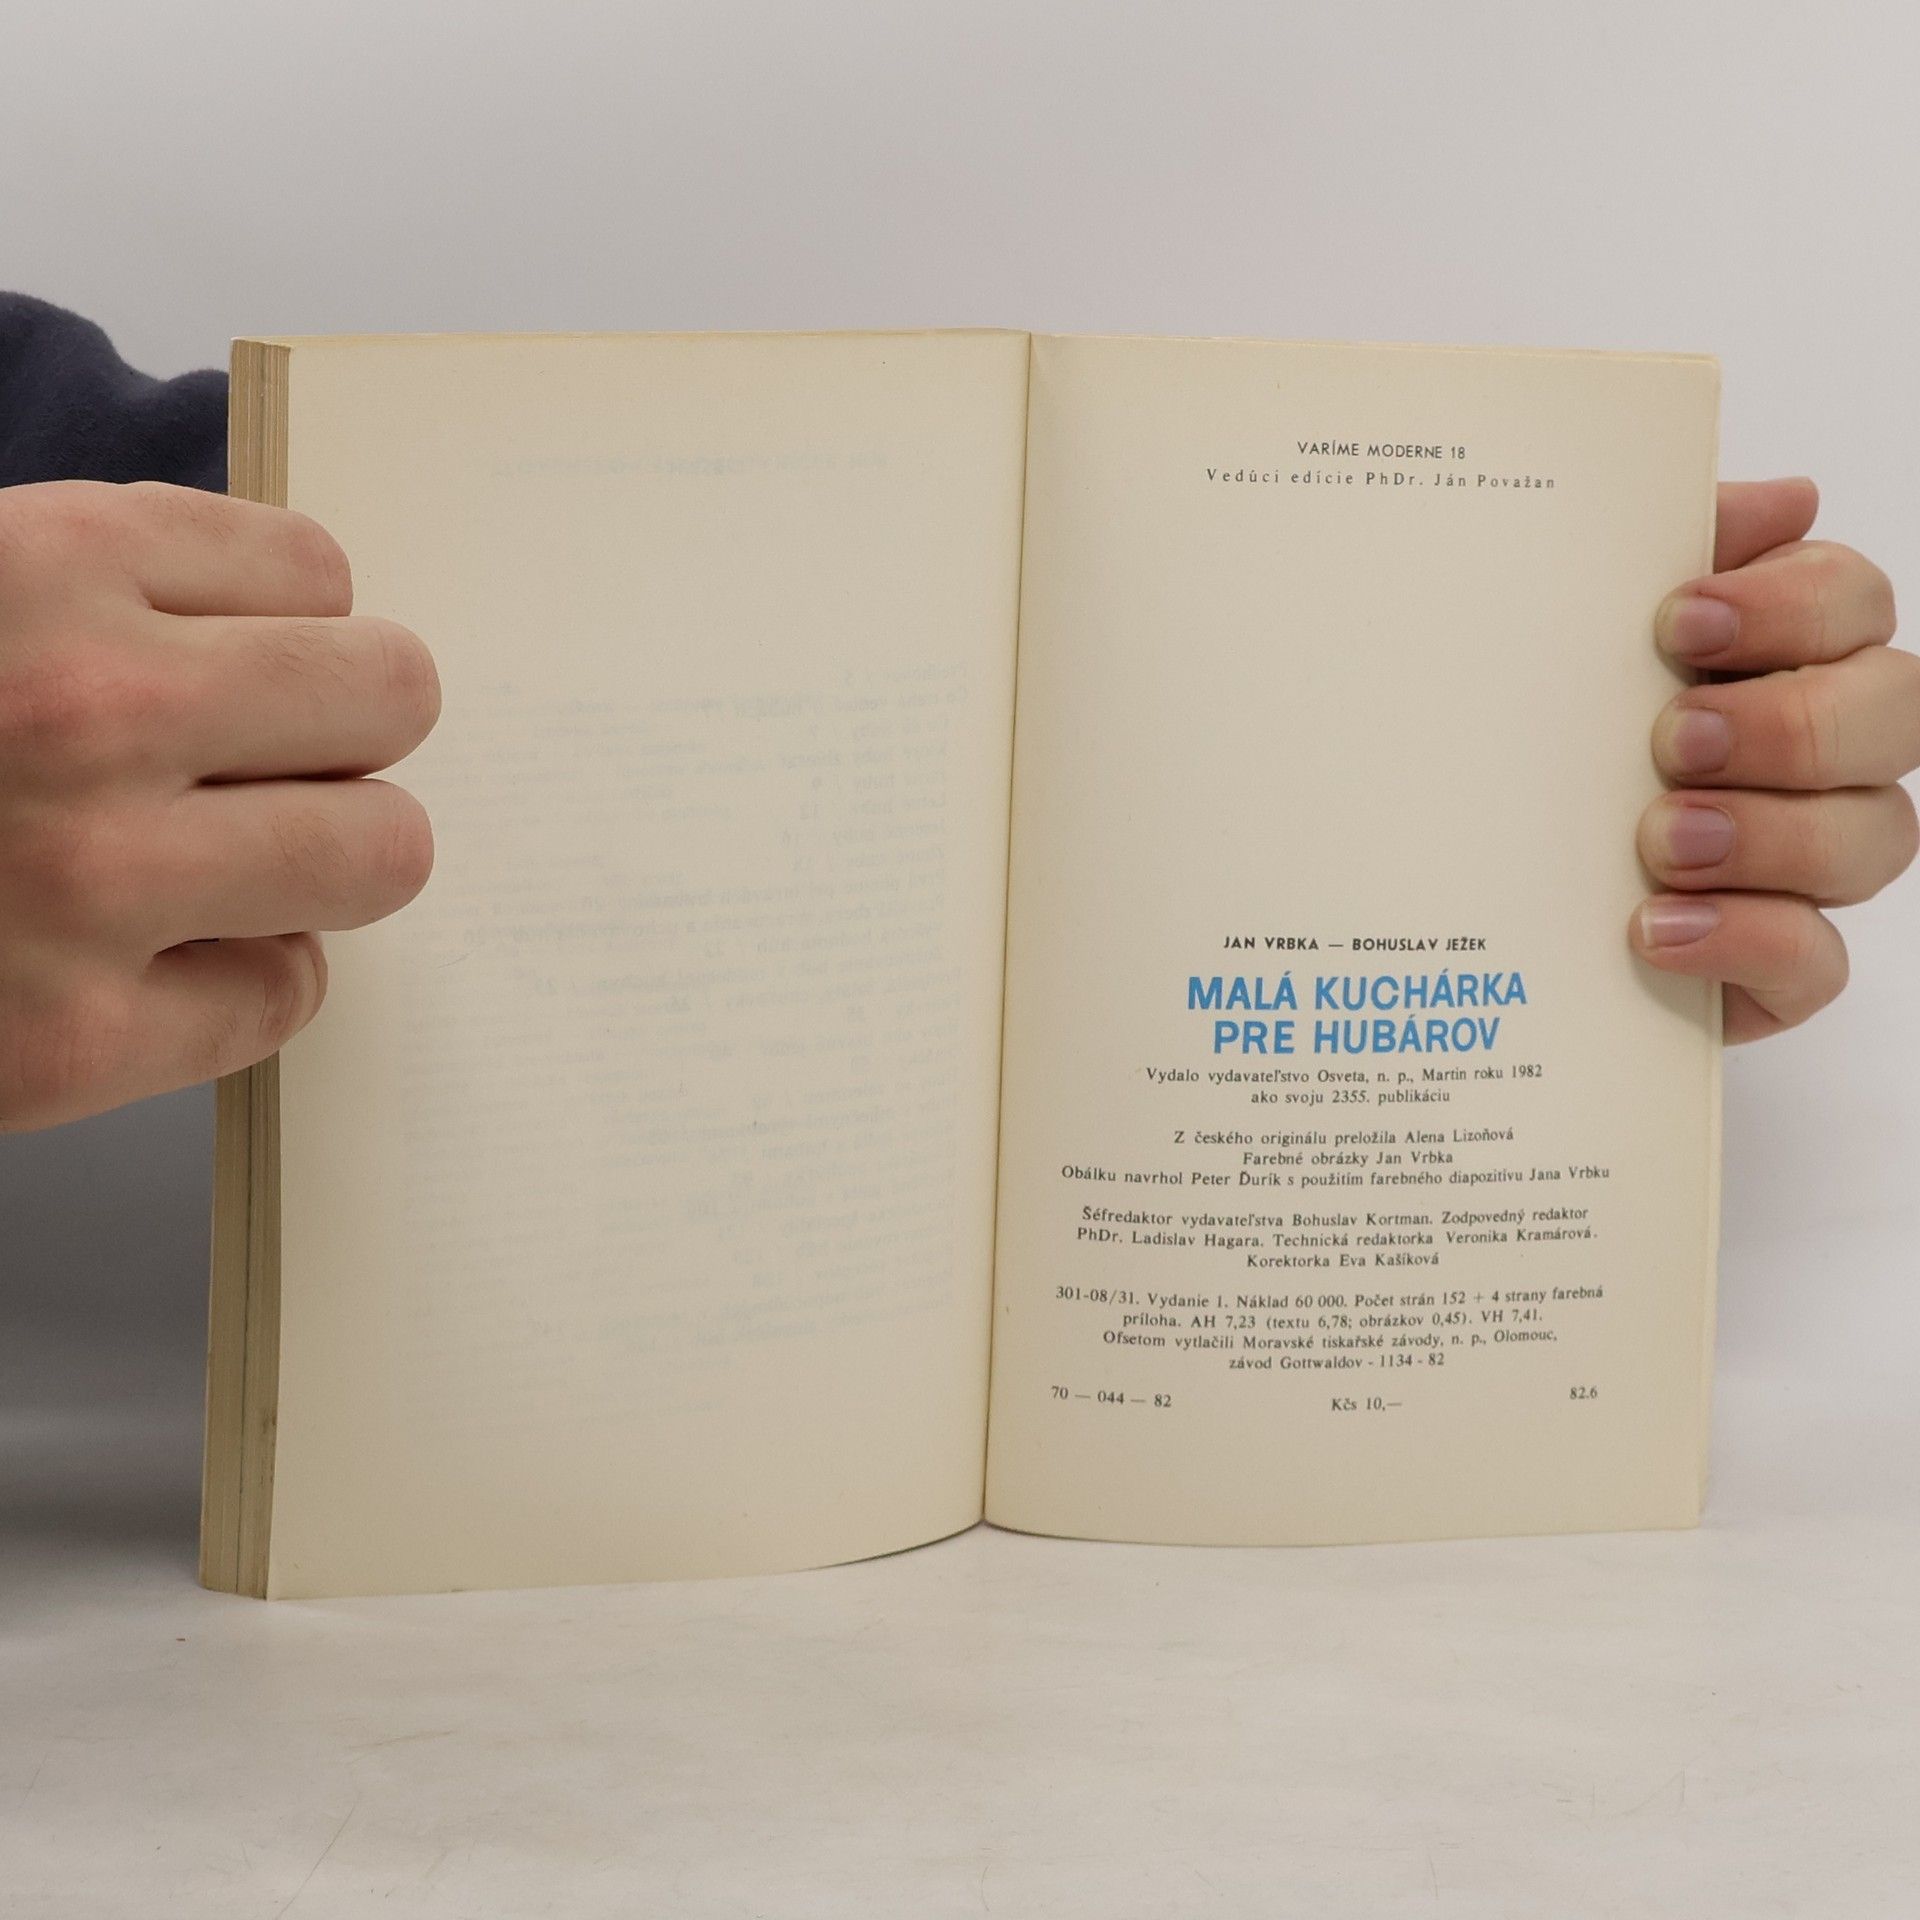 VARÍME MODERNE 18
Vedúci edície PhDr. Ján Považan
JAN VRBKA — BOHUSLAV JEŽEK
MALÁ KUCHÁRKA
PRE HUBÁROV
Vydalo vydavateľstvo Osveta, n. p., Martin roku 1982
ako svoju 2355. publikáciu
Z českého originálu preložila Alena Lizoňová
Farebné obrázky Jan Vrbka
Obálku navrhol Peter Ďurík s použitím farebného diapozitívu Jana Vrbku
Šéfredaktor vydavateľstva Bohuslav Kortman. Zodpovedný redaktor
PhDr. Ladislav Hagara. Technická redaktorka Veronika Kramárová.
Korektorka Eva Kašíková
301-08/31. Vydanie 1. Náklad 60 000. Počet strán 152 + 4 strany farebná
príloha. AH 7,23 (textu 6,78; obrázkov 0,45). VH 7,41.
Ofsetom vytlačili Moravské tiskařské závody, n. p., Olomouc,
závod Gottwaldov - 1134 - 82
70 — 044 — 82 Kčs 10,— 82.6